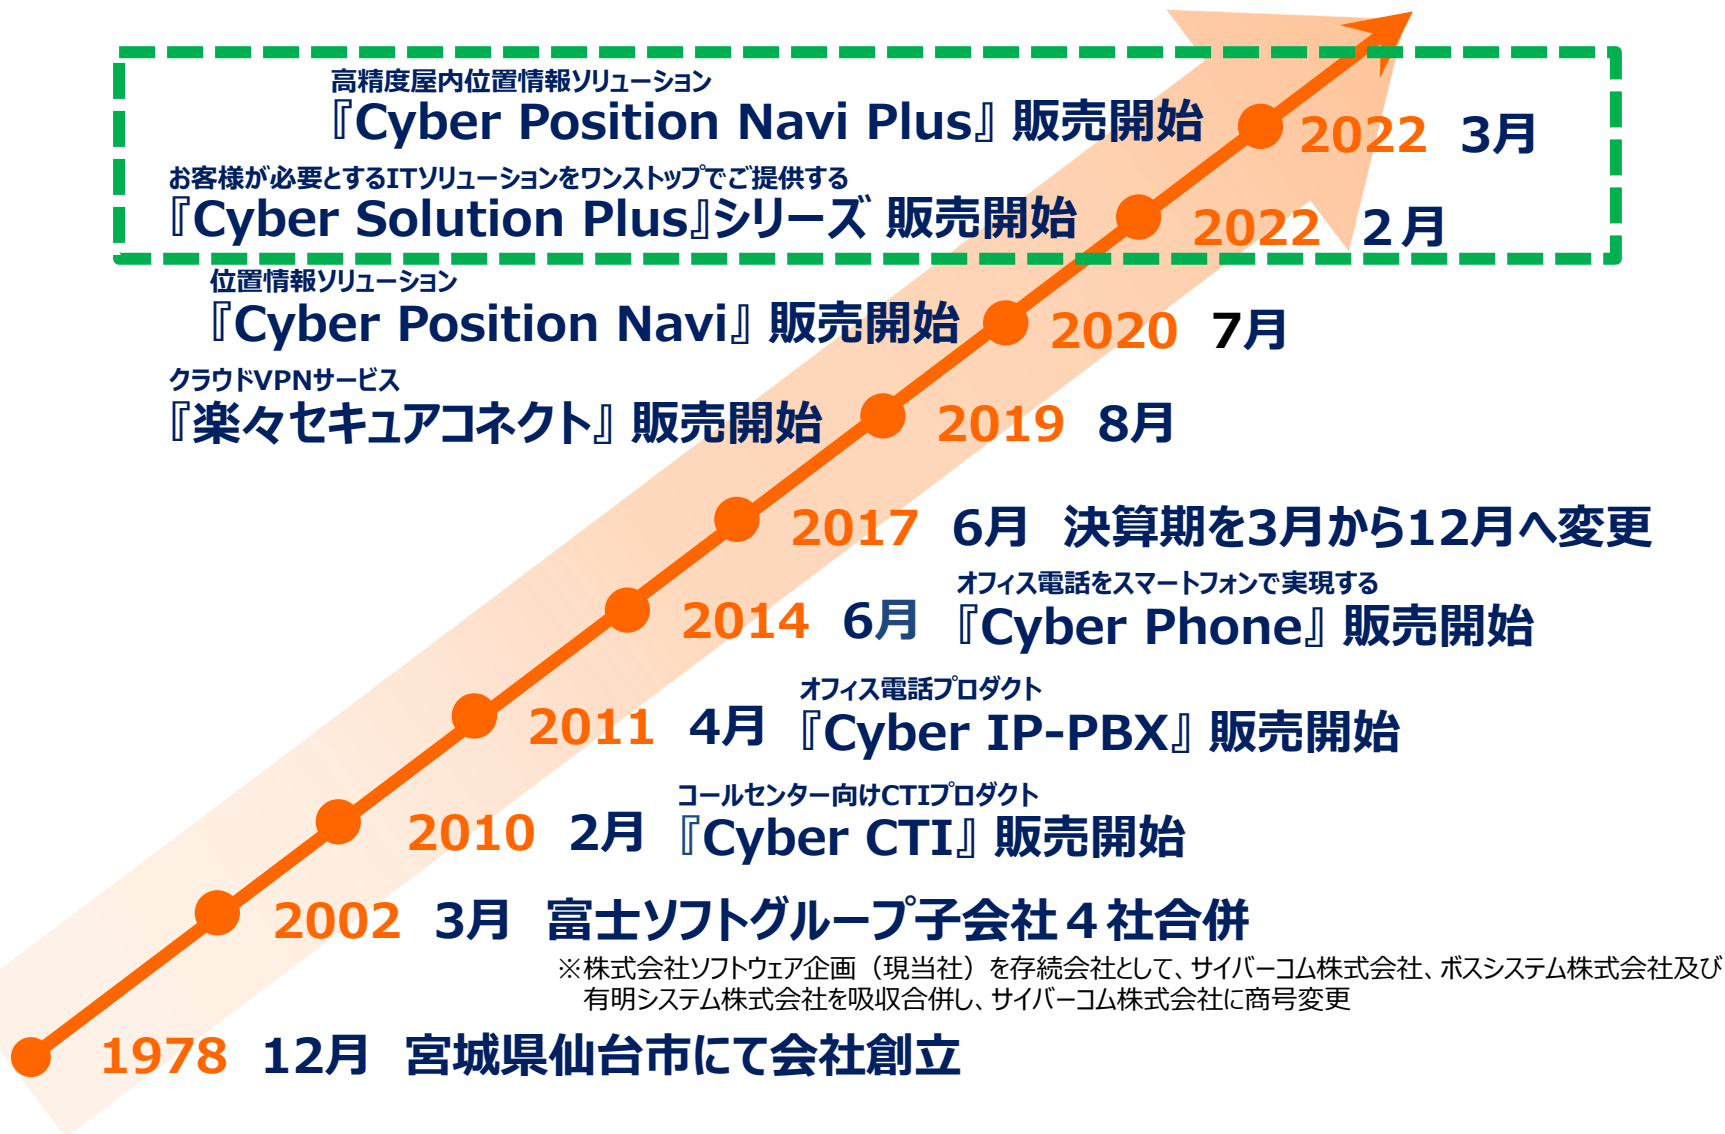 高精度屋内位置情報ソリューション
『Cyber Position Navi Plus』 販売開始 2022 3月
お客様が必要とするITソリューションをワンストップでご提供する
『Cyber Solution Plus』シリーズ 販売開始 2022 2月
位置情報ソリューション
『Cyber Position Navi』 販売開始 2020 7月
クラウドVPNサービス
『楽々セキュアコネクト』 販売開始 2019 8月
2017 6月 決算期を3月から12月へ変更
オフィス電話をスマートフォンで実現する
2014 6月 『Cyber Phone』 販売開始
オフィス電話プロダクト
2011 4月 『Cyber IP-PBX』 販売開始
コールセンター向けCTIプロダクト
2010 2月 『Cyber CTI』 販売開始
2002 3月 富士ソフトグループ子会社４社合併
※株式会社ソフトウェア企画（現当社）を存続会社として、サイバーコム株式会社、ボスシステム株式会社及び
有明システム株式会社を吸収合併し、サイバーコム株式会社に商号変更
1978 12月 宮城県仙台市にて会社創立